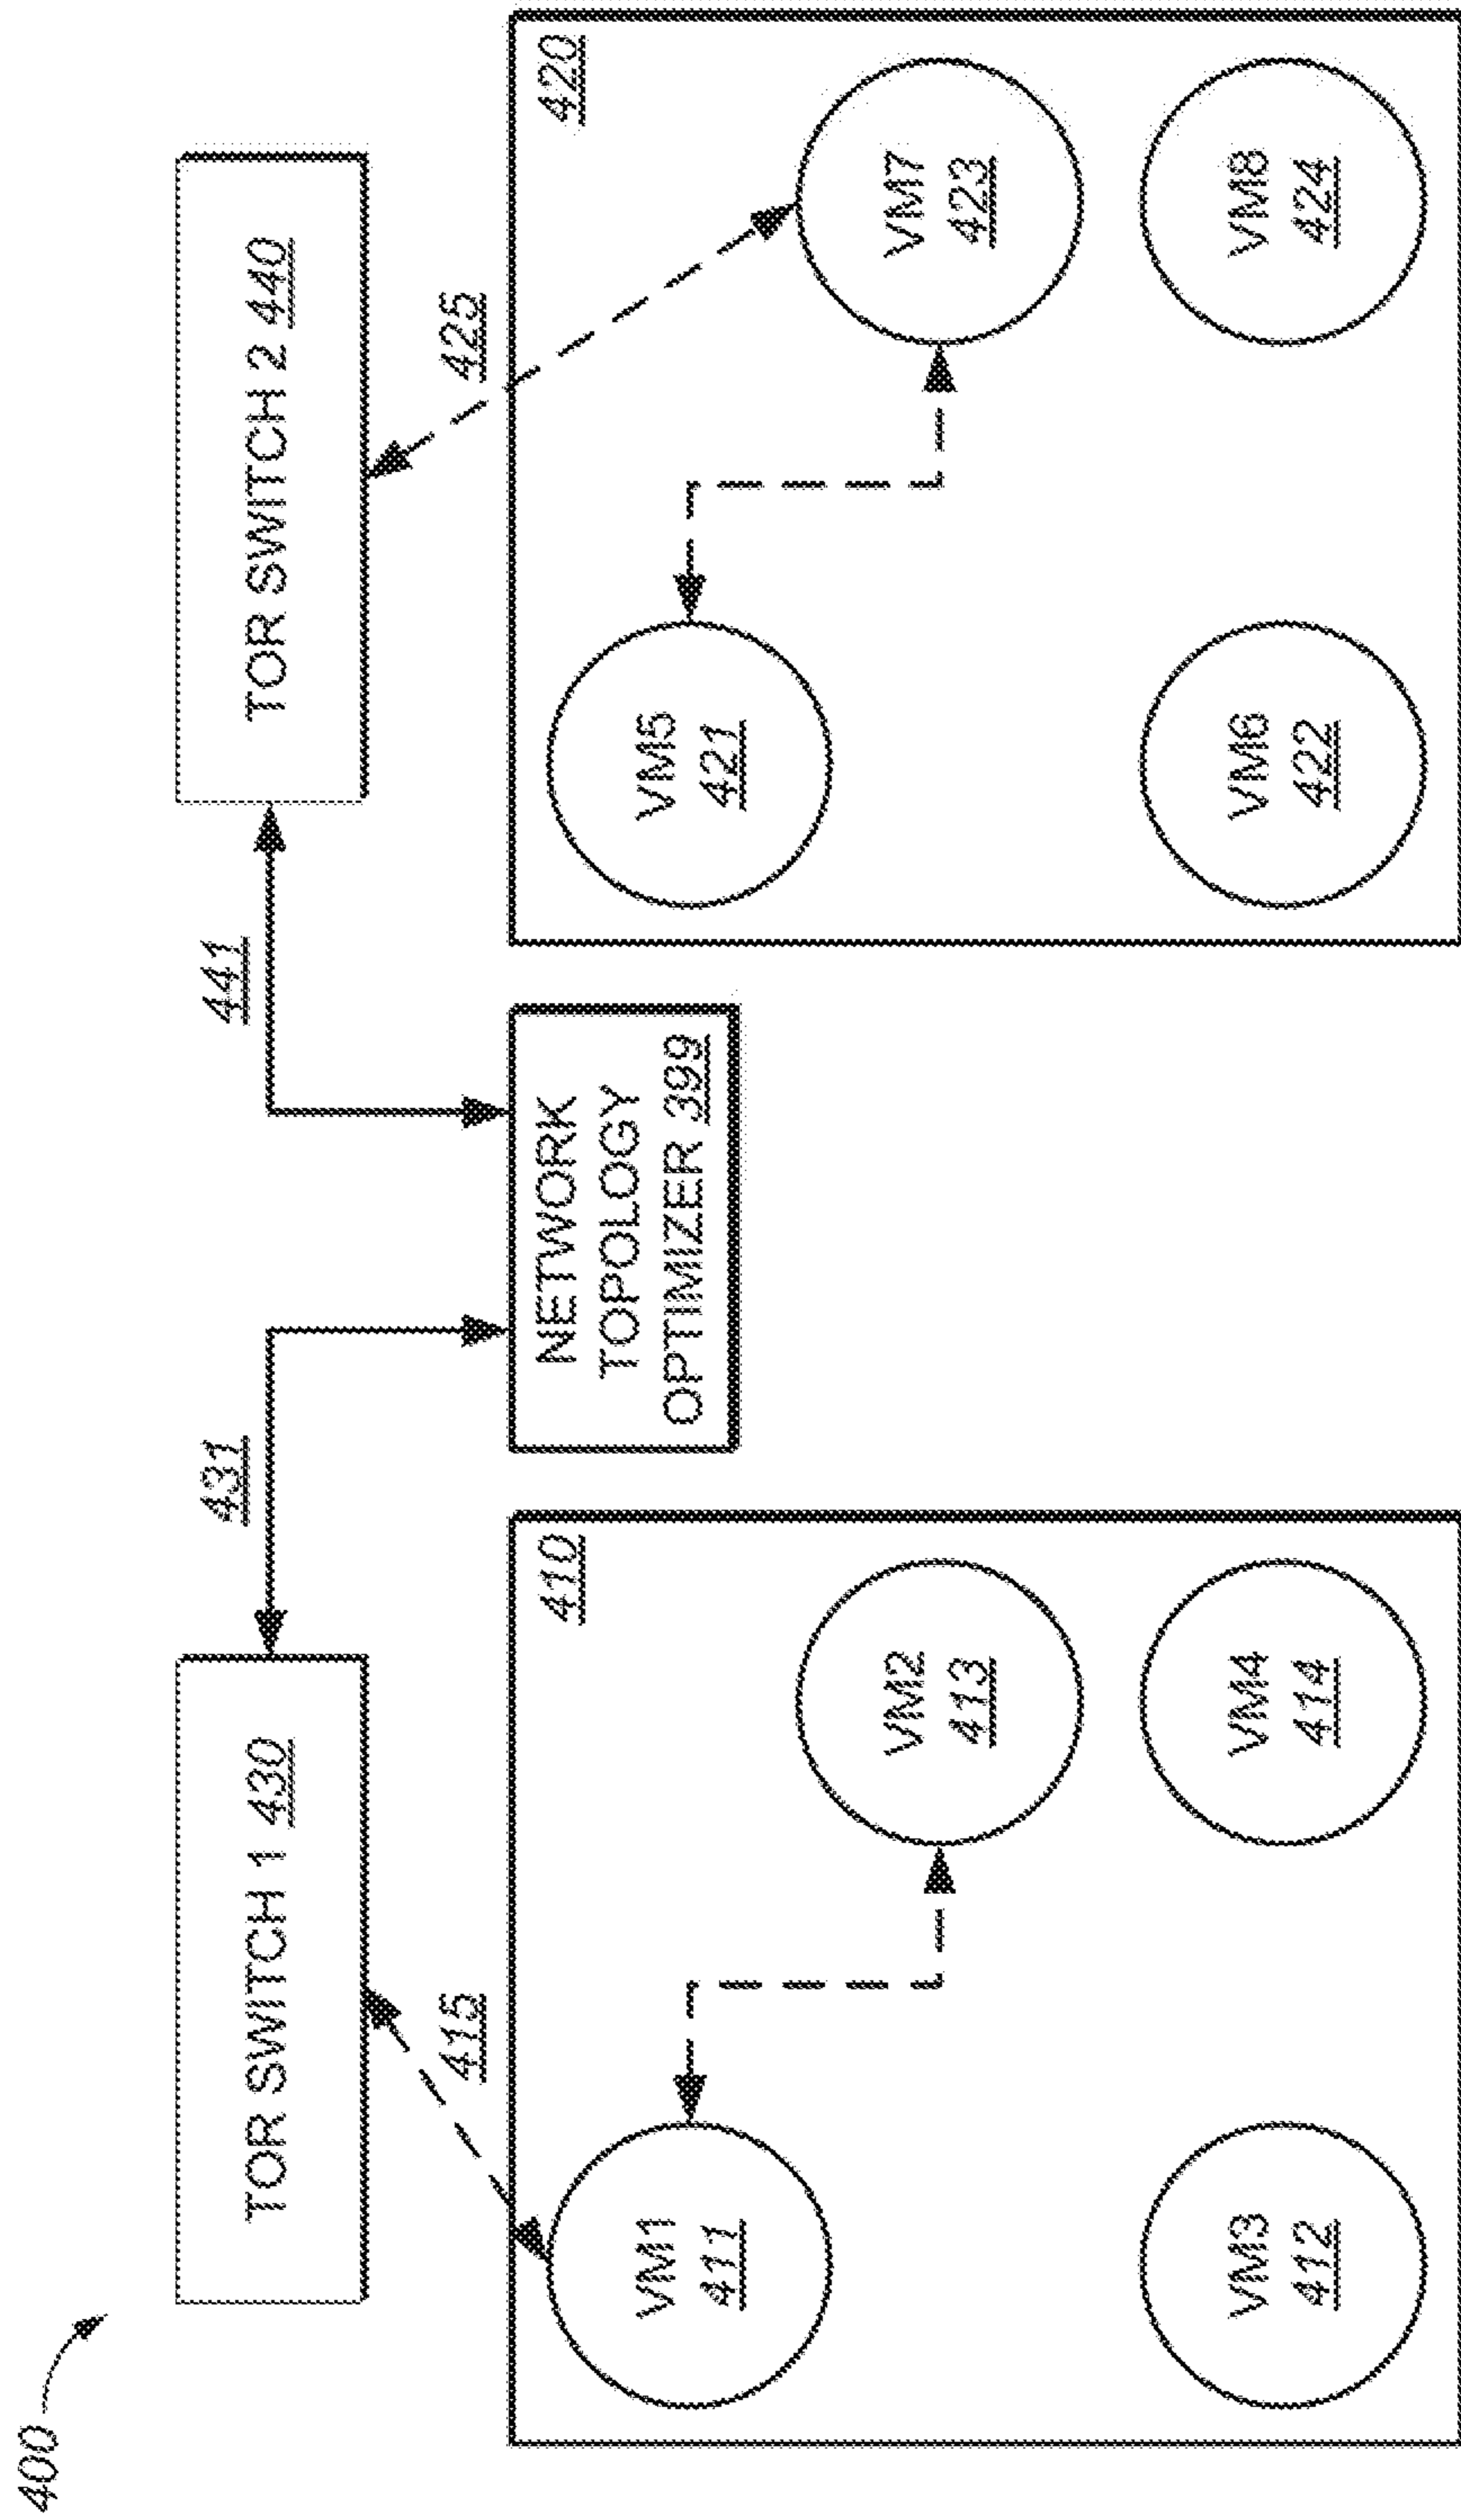 400
TOR SWITCH 1 430
431
441
TOR SWITCH 2 440
415
425
410
VM1
411
VM2
413
VM3
412
VM4
414
NETWORK
TOPOLOGY
OPTIMIZER 399
420
VM5
421
VM7
423
VM6
422
VM8
424